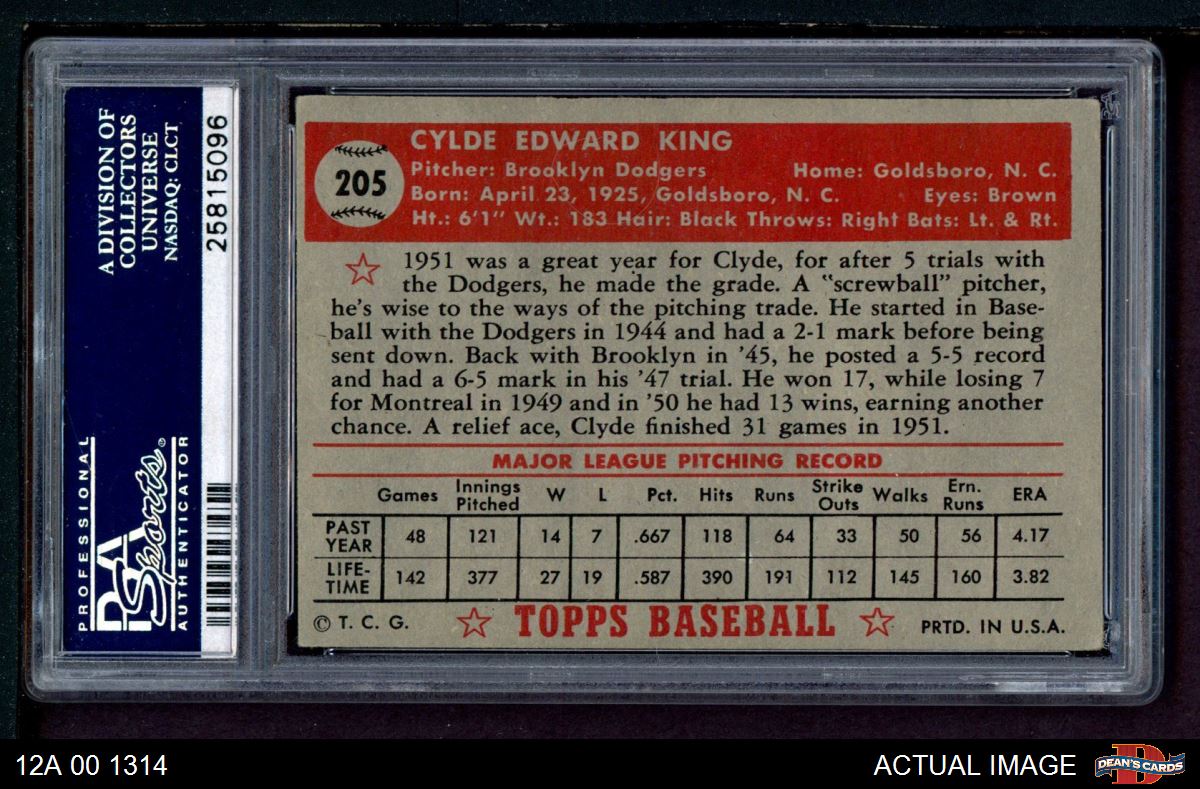 A DIVISION OF
COLLECTORS
UNIVERSE
NASDAQ: CLCT
PROFESSIONAL
PSA
Sports®
AUTHENTICATOR
25815096
205
CYLDE EDWARD KING
Pitcher: Brooklyn Dodgers Home: Goldsboro, N. C.
Born: April 23, 1925, Goldsboro, N. C. Eyes: Brown
Ht.: 6'1" Wt.: 183 Hair: Black Throws: Right Bats: Lt. & Rt.
1951 was a great year for Clyde, for after 5 trials with
the Dodgers, he made the grade. A "screwball" pitcher,
he's wise to the ways of the pitching trade. He started in Base-
ball with the Dodgers in 1944 and had a 2-1 mark before being
sent down. Back with Brooklyn in '45, he posted a 5-5 record
and had a 6-5 mark in his '47 trial. He won 17, while losing 7
for Montreal in 1949 and in '50 he had 13 wins, earning another
chance. A relief ace, Clyde finished 31 games in 1951.
MAJOR LEAGUE PITCHING RECORD
Games Innings Pitched W L Pct. Hits Runs Strike Outs Walks Ern. Runs ERA
PAST YEAR 48 121 14 7 .667 118 64 33 50 56 4.17
LIFE-TIME 142 377 27 19 .587 390 191 112 145 160 3.82
© T. C. G. TOPPS BASEBALL PRTD. IN U.S.A.
12A 00 1314 ACTUAL IMAGE
D
DEAN'S CARDS